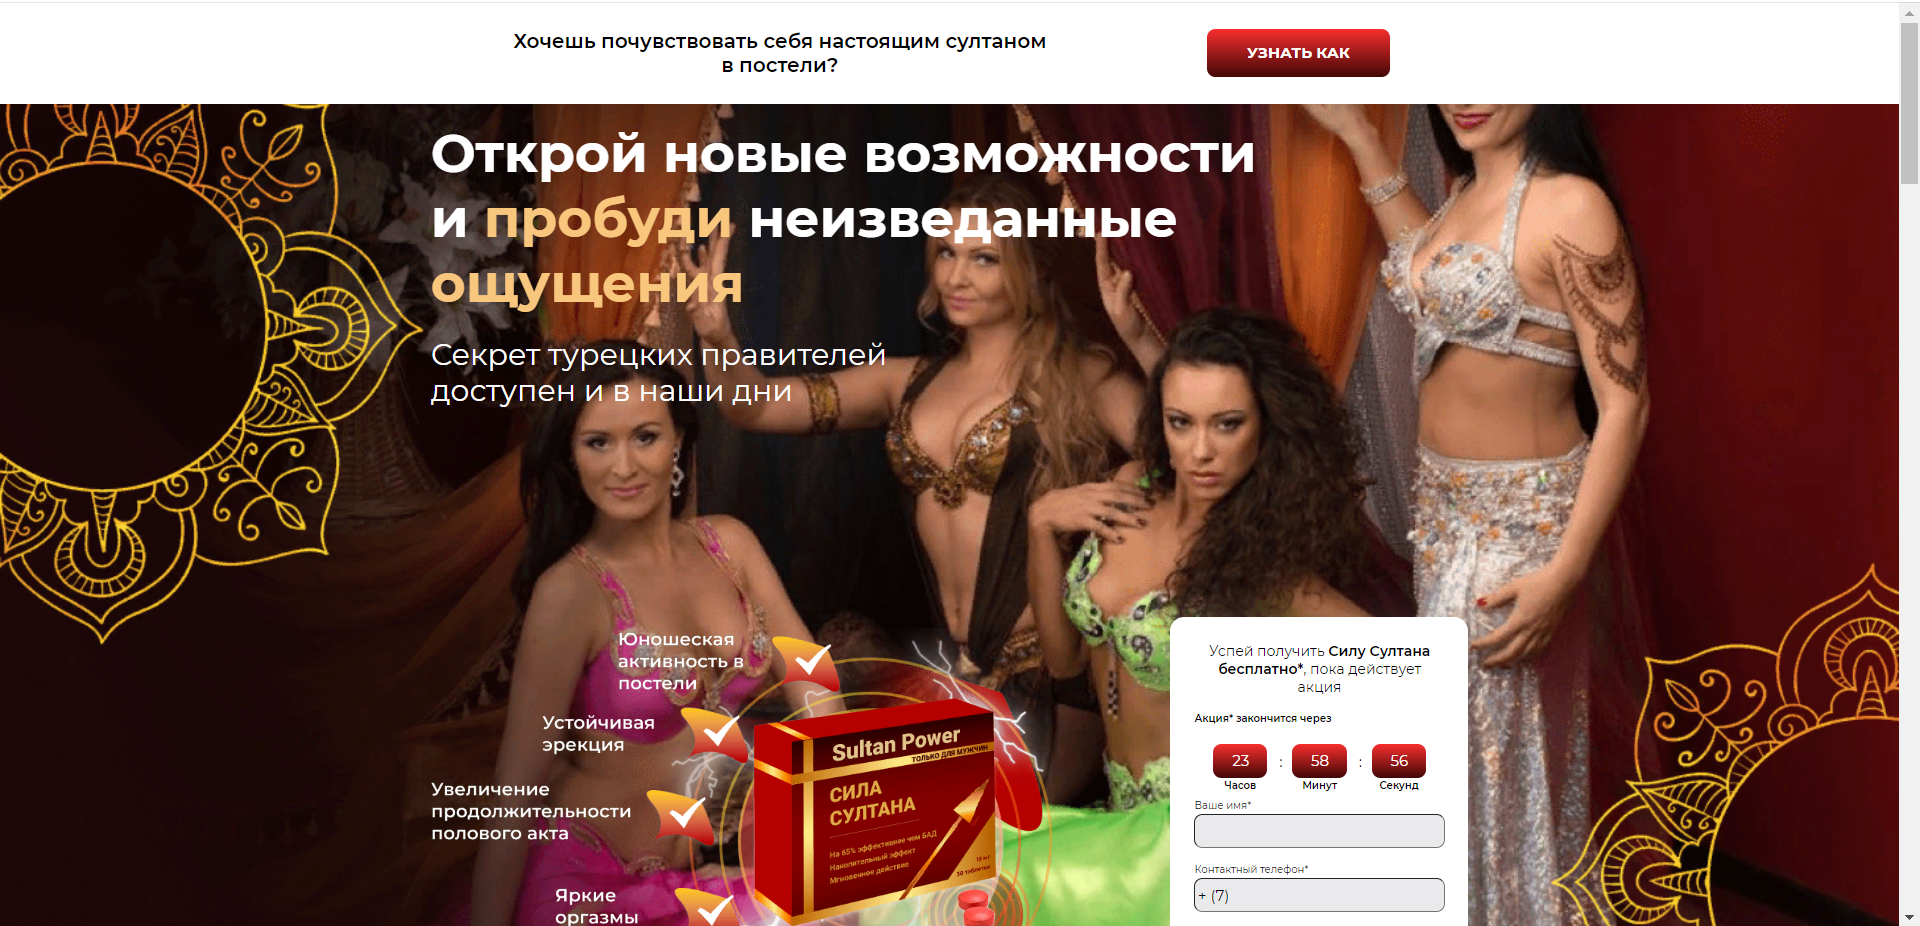 Хочешь почувствовать себя настоящим султаном
в постели?
УЗНАТЬ КАК
Открой новые возможности
и пробуди неизведанные
ощущения
Секрет турецких правителей
доступен и в наши дни
Юношеская
активность в
постели
Устойчивая
эрекция
Увеличение
продолжительности
полового акта
Яркие
оргазмы
Sultan Power
ТОЛЬКО ДЛЯ МУЖЧИН
СИЛА
СУЛТАНА
На 65% эффективнее чем БАД
Накопительный эффект
Мгновенное действие
15 мг
30 таблеток
Успей получить Силу Султана
бесплатно*, пока действует
акция
Акция* закончится через
23 : 58 : 56
Часов Минут Секунд
Ваше имя*
Контактный телефон*
+ (7)